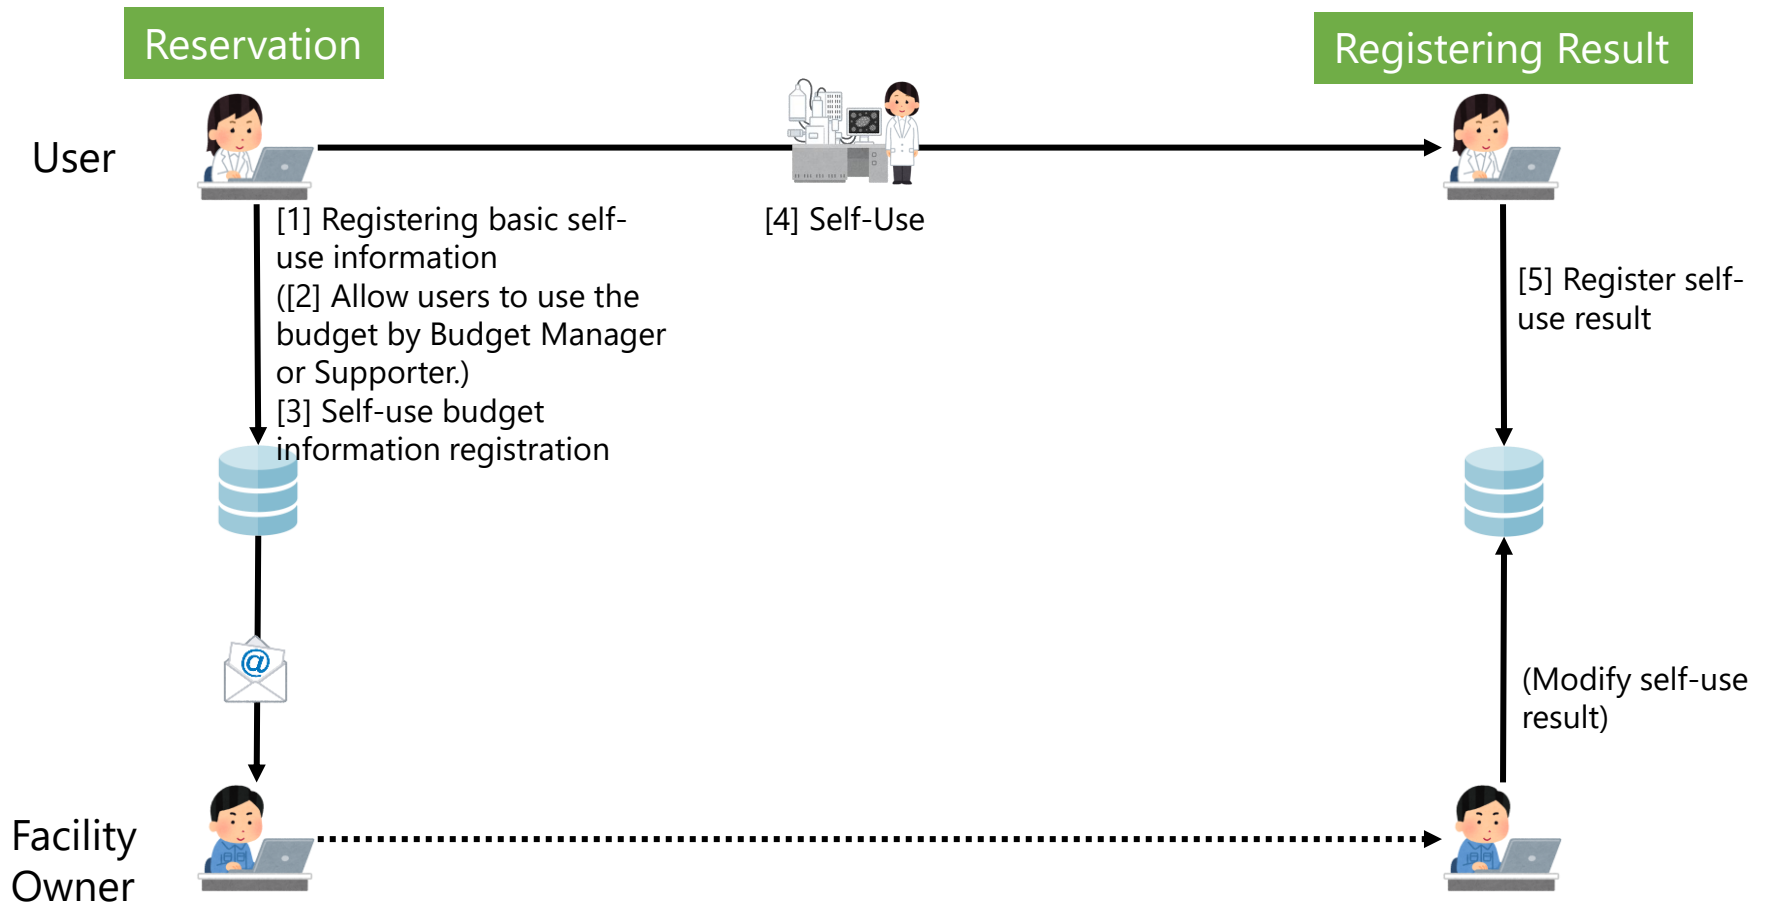 Reservation
Registering Result
User
[1] Registering basic self-
use information
([2] Allow users to use the
budget by Budget Manager
or Supporter.)
[3] Self-use budget
information registration
[4] Self-Use
[5] Register self-
use result
@
(Modify self-use
result)
Facility
Owner